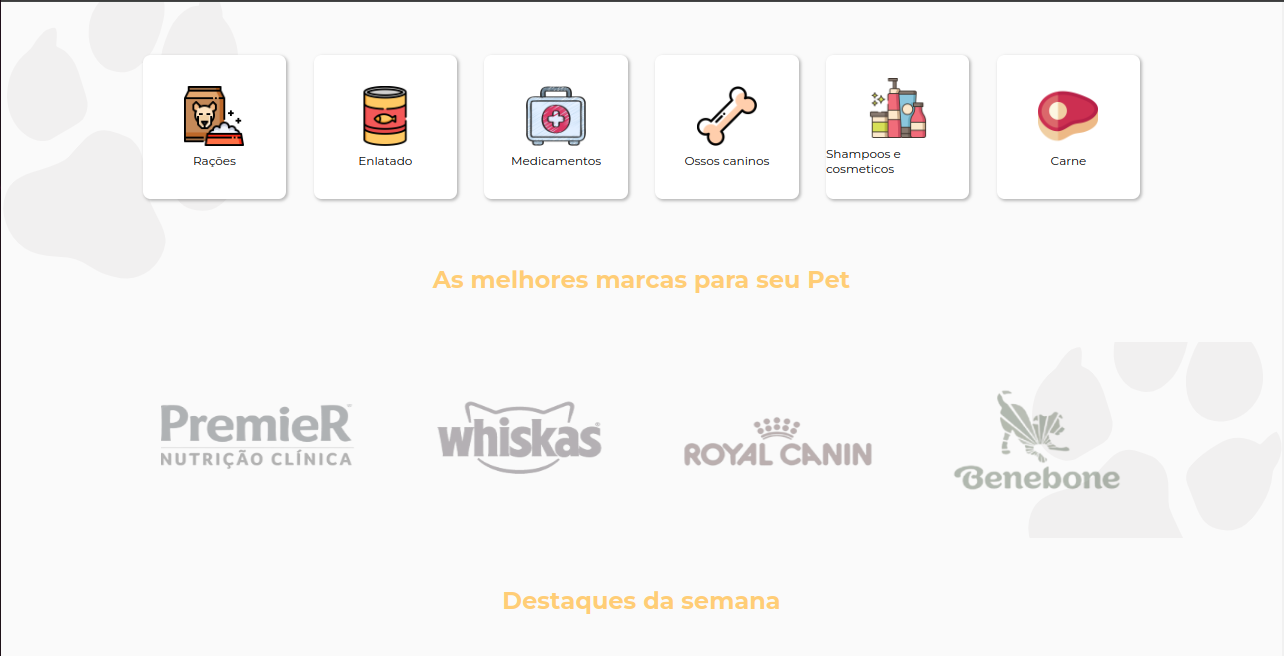 Rações
Enlatado
Medicamentos
Ossos caninos
Shampoos e
cosmeticos
Carne
As melhores marcas para seu Pet
PremieR
NUTRIÇÃO CLÍNICA
whiskas
ROYAL CANIN
Benebone
Destaques da semana